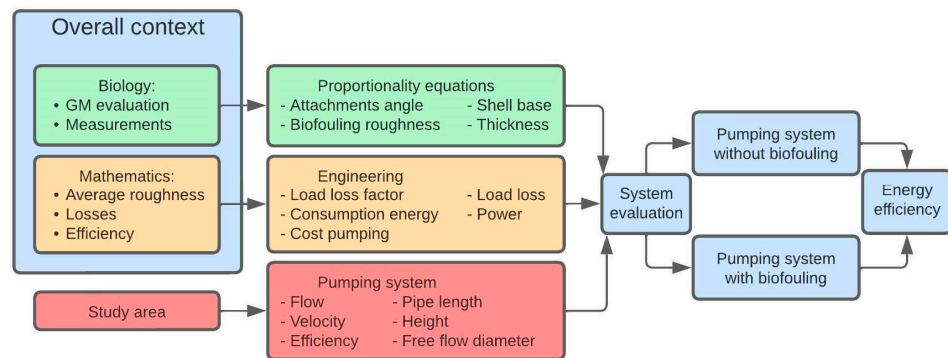 Overall context
Biology:
• GM evaluation
• Measurements
Proportionality equations
- Attachments angle - Shell base
- Biofouling roughness - Thickness
Mathematics:
• Average roughness
• Losses
• Efficiency
Engineering
- Load loss factor - Load loss
- Consumption energy - Power
- Cost pumping
Study area
Pumping system
- Flow - Pipe length
- Velocity - Height
- Efficiency - Free flow diameter
System
evaluation
Pumping system
without biofouling
Pumping system
with biofouling
Energy
efficiency